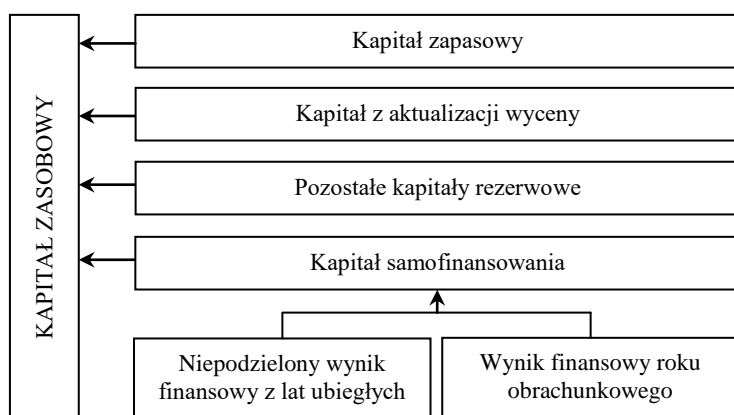 KAPITAŁ ZASOBOWY
Kapitał zapasowy
Kapitał z aktualizacji wyceny
Pozostałe kapitały rezerwowe
Kapitał samofinansowania
Niepodzielony wynik
finansowy z lat ubiegłych
Wynik finansowy roku
obrachunkowego